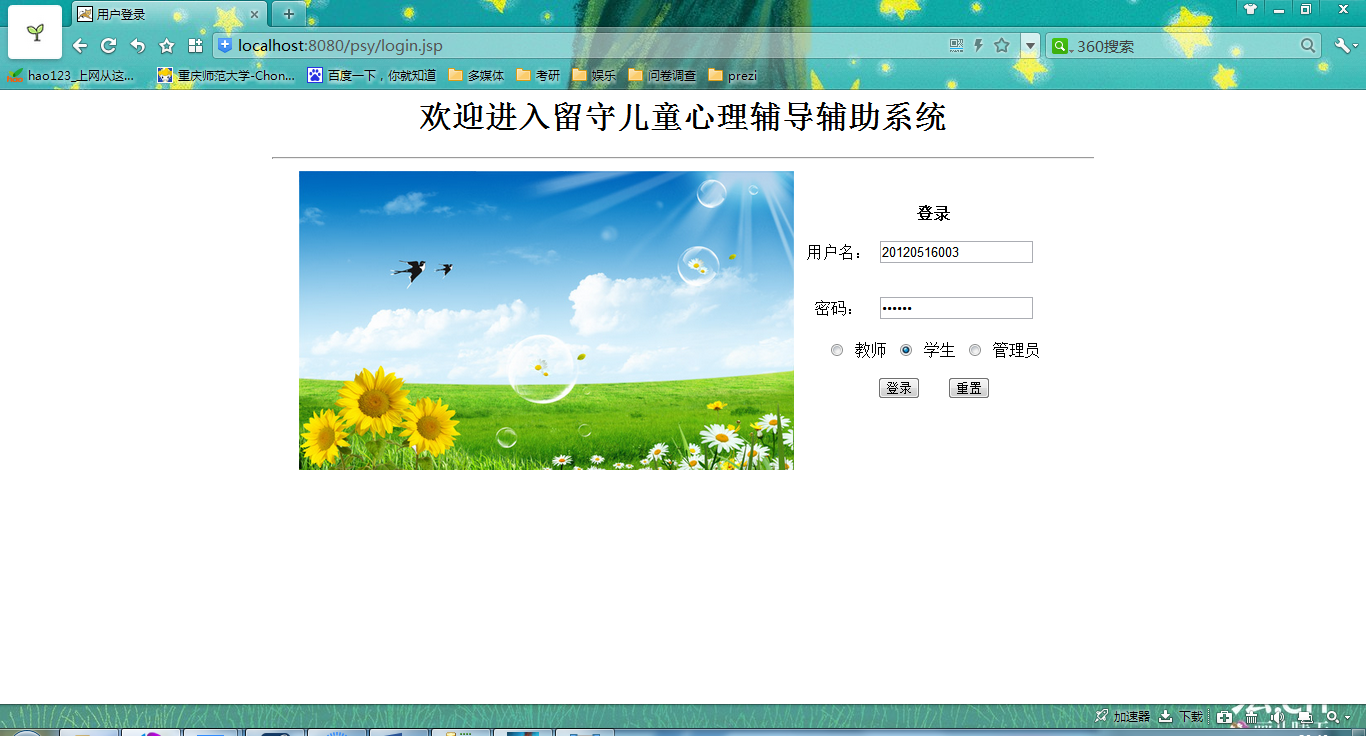 用户登录
localhost:8080/psy/login.jsp
360搜索
hao123_上网从这... 重庆师范大学-Chon... 百度一下，你就知道 多媒体 考研 娱乐 问卷调查 prezi
欢迎进入留守儿童心理辅导辅助系统
登录
用户名： 20120516003
密码： ••••••
教师 学生 管理员
登录 重置
加速器 下载